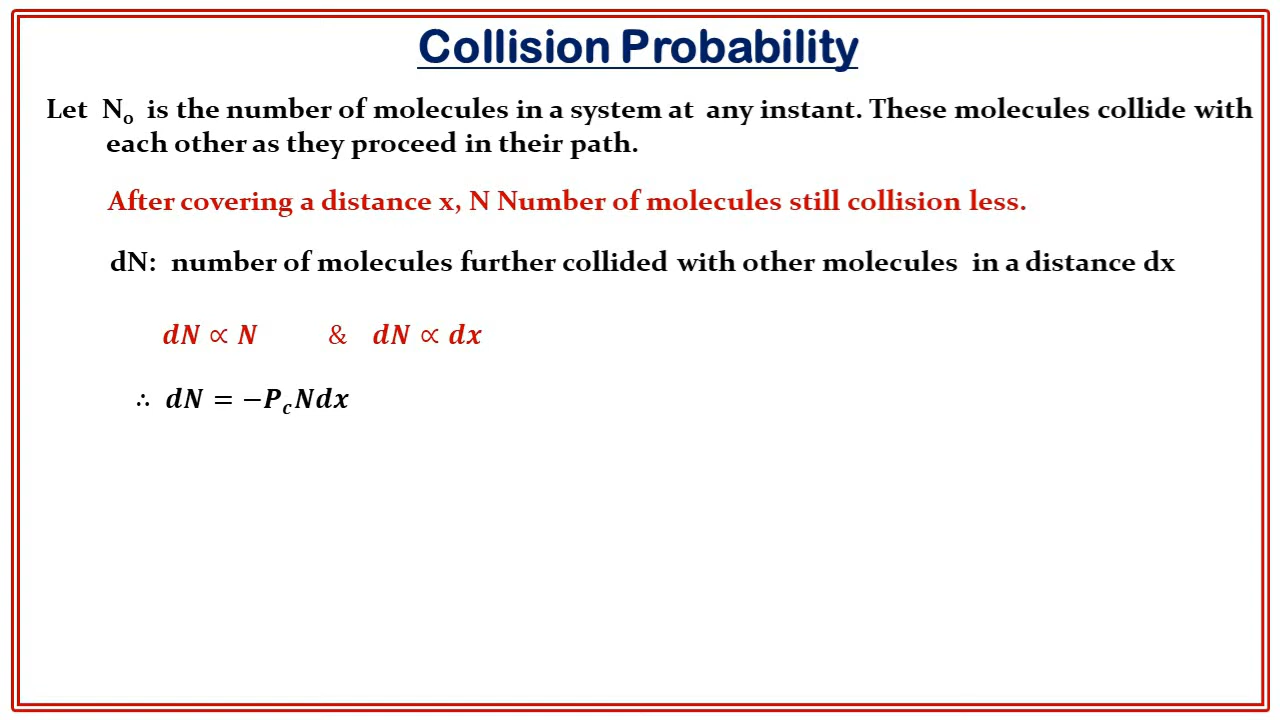 Collision Probability
Let N₀ is the number of molecules in a system at any instant. These molecules collide with
each other as they proceed in their path.
After covering a distance x, N Number of molecules still collision less.
dN: number of molecules further collided with other molecules in a distance dx
dN ∝ N & dN ∝ dx
∴ dN = −P_c Ndx